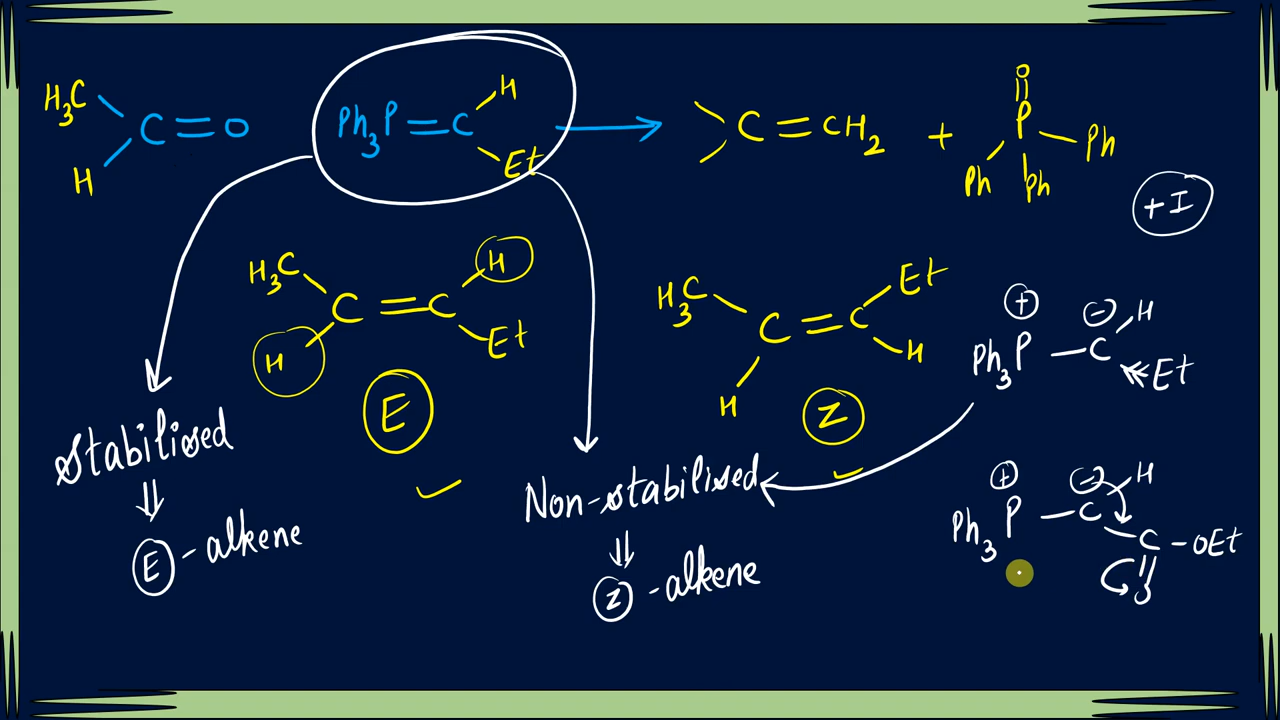 H₃C
H
C=O
Ph₃P=C
H
Et
C=CH₂
+
O
P
Ph
Ph
Ph
+I
H₃C
H
C=C
H
Et
E
H₃C
H
C=C
Et
H
Z
+
Ph₃P-C
-
H
Et
Stabilised
⇓
E-alkene
Non-stabilised
⇓
Z-alkene
+
Ph₃P-C
-
H
C-OEt
O